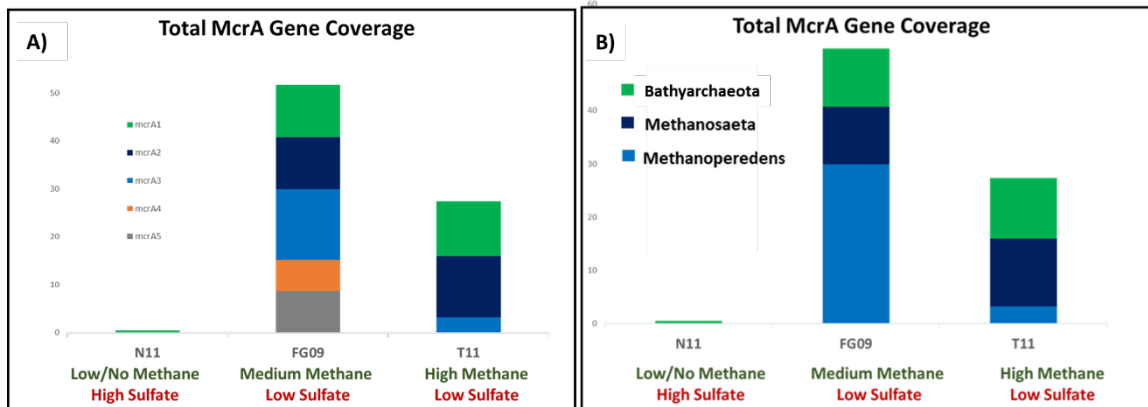 A)
Total McrA Gene Coverage
50
40
30
20
10
0
mcrA1
mcrA2
mcrA3
mcrA4
mcrA5
N11
FG09
T11
Low/No Methane
Medium Methane
High Methane
High Sulfate
Low Sulfate
Low Sulfate
60
B)
Total McrA Gene Coverage
40
30
20
10
0
Bathyarchaeota
Methanosaeta
Methanoperedens
N11
FG09
T11
Low/No Methane
Medium Methane
High Methane
High Sulfate
Low Sulfate
Low Sulfate